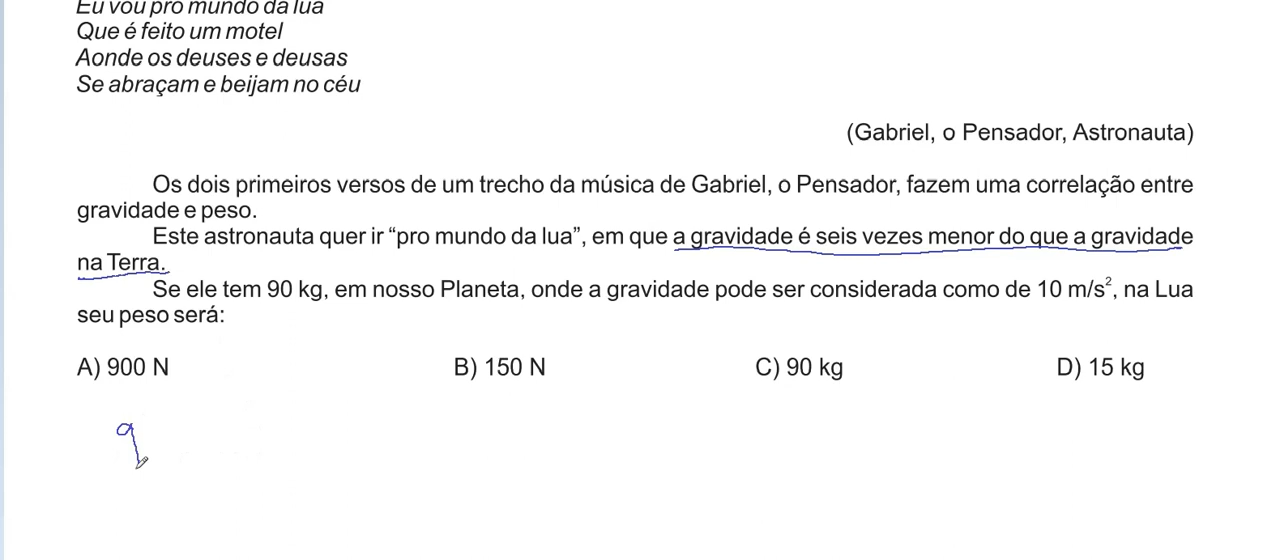 Eu vou pro mundo da lua
Que é feito um motel
Aonde os deuses e deusas
Se abraçam e beijam no céu
(Gabriel, o Pensador, Astronauta)
Os dois primeiros versos de um trecho da música de Gabriel, o Pensador, fazem uma correlação entre
gravidade e peso.
Este astronauta quer ir “pro mundo da lua”, em que a gravidade é seis vezes menor do que a gravidade
na Terra.
Se ele tem 90 kg, em nosso Planeta, onde a gravidade pode ser considerada como de 10 m/s², na Lua
seu peso será:
A) 900 N B) 150 N C) 90 kg D) 15 kg